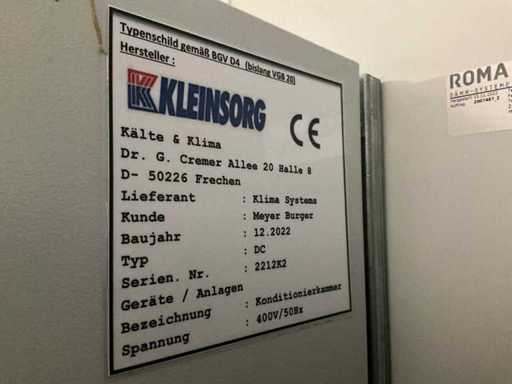 Typenschild gemäß BGV D4 (bislang VGB 20)
Hersteller :
KLEINSORG
CE
Kälte & Klima
Dr. G. Cremer Allee 20 Halle 8
D- 50226 Frechen
Lieferant : Klima Systems
Kunde : Meyer Burger
Baujahr : 12.2022
Typ : DC
Serien. Nr. : 2212K2
Geräte / Anlagen
Bezeichnung : Konditionierkammer
Spannung : 400V/50Hz
ROMA
DÄMM-SYSTEME